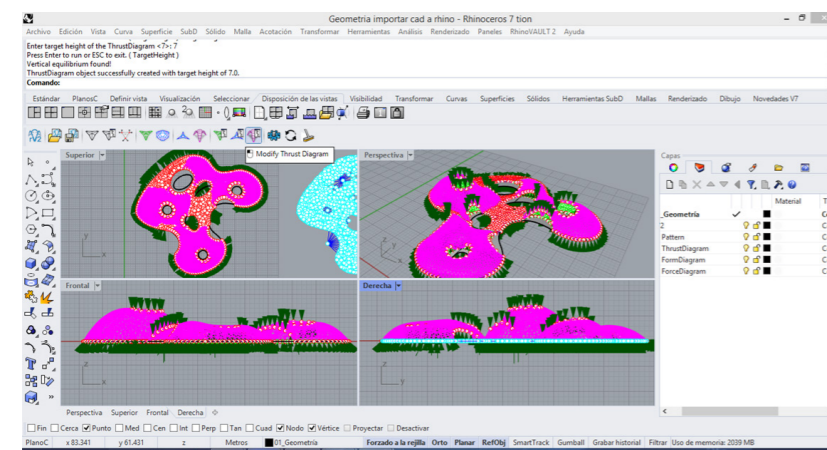 Geometría importar cad a rhino - Rhinoceros 7 tion
Archivo Edición Vista Curva Superficie SubD Sólido Malla Acotación Transformar Herramientas Análisis Renderizado Paneles RhinoVAULT 2 Ayuda
Enter target height of the ThrustDiagram <7>: 7
Press Enter to run or ESC to exit. ( TargetHeight )
Vertical equilibrium found!
ThrustDiagram object successfully created with target height of 7.0.
Comando:
Estándar PlanosC Definir vista Visualización Seleccionar Disposición de las vistas Visibilidad Transformar Curvas Superficies Sólidos Herramientas SubD Mallas Renderizado Dibujo Novedades V7
Modify Thrust Diagram
Superior
Perspectiva
Capas
Material T
_Geometría
2 C
Pattern C
ThrustDiagram C
FormDiagram C
ForceDiagram C
y
x
z
y
x
Frontal
Derecha
z
x
z
y
Perspectiva Superior Frontal Derecha
Fin Cerca Punto Med Cen Int Perp Tan Cuad Nodo Vértice Proyectar Desactivar
PlanoC x 83.341 y 61.431 z Metros 01_Geometría Forzado a la rejilla Orto Planar RefObj SmartTrack Gumball Grabar historial Filtrar Uso de memoria: 2039 MB